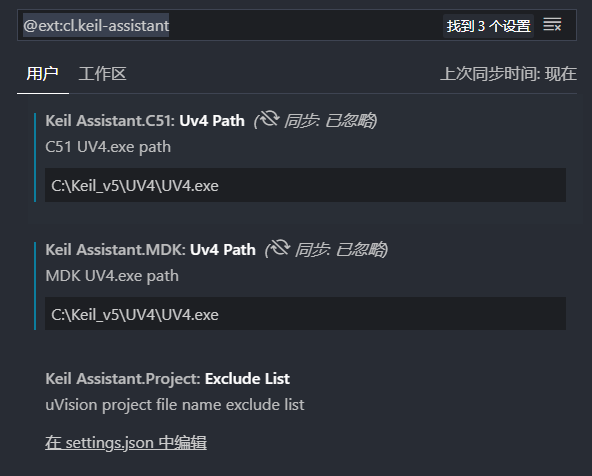 @ext:cl.keil-assistant 找到 3 个设置
用户 工作区 上次同步时间: 现在
Keil Assistant.C51: Uv4 Path (同步: 已忽略)
C51 UV4.exe path
C:\Keil_v5\UV4\UV4.exe
Keil Assistant.MDK: Uv4 Path (同步: 已忽略)
MDK UV4.exe path
C:\Keil_v5\UV4\UV4.exe
Keil Assistant.Project: Exclude List
uVision project file name exclude list
在 settings.json 中编辑